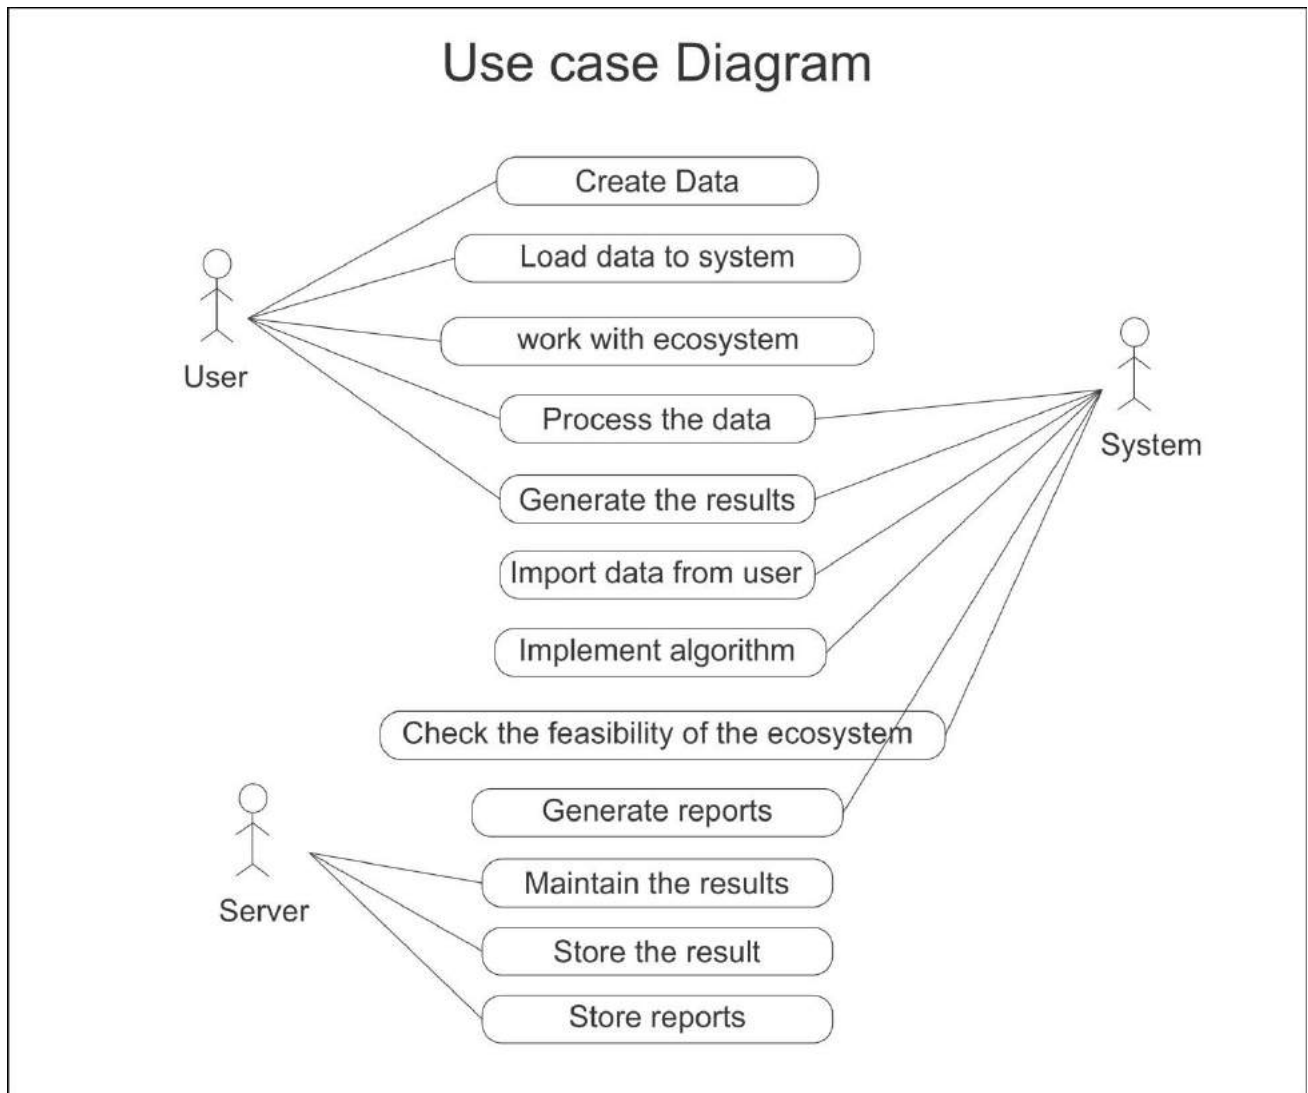 Use case Diagram
Create Data
Load data to system
work with ecosystem
User
Process the data
System
Generate the results
Import data from user
Implement algorithm
Check the feasibility of the ecosystem
Generate reports
Maintain the results
Server
Store the result
Store reports